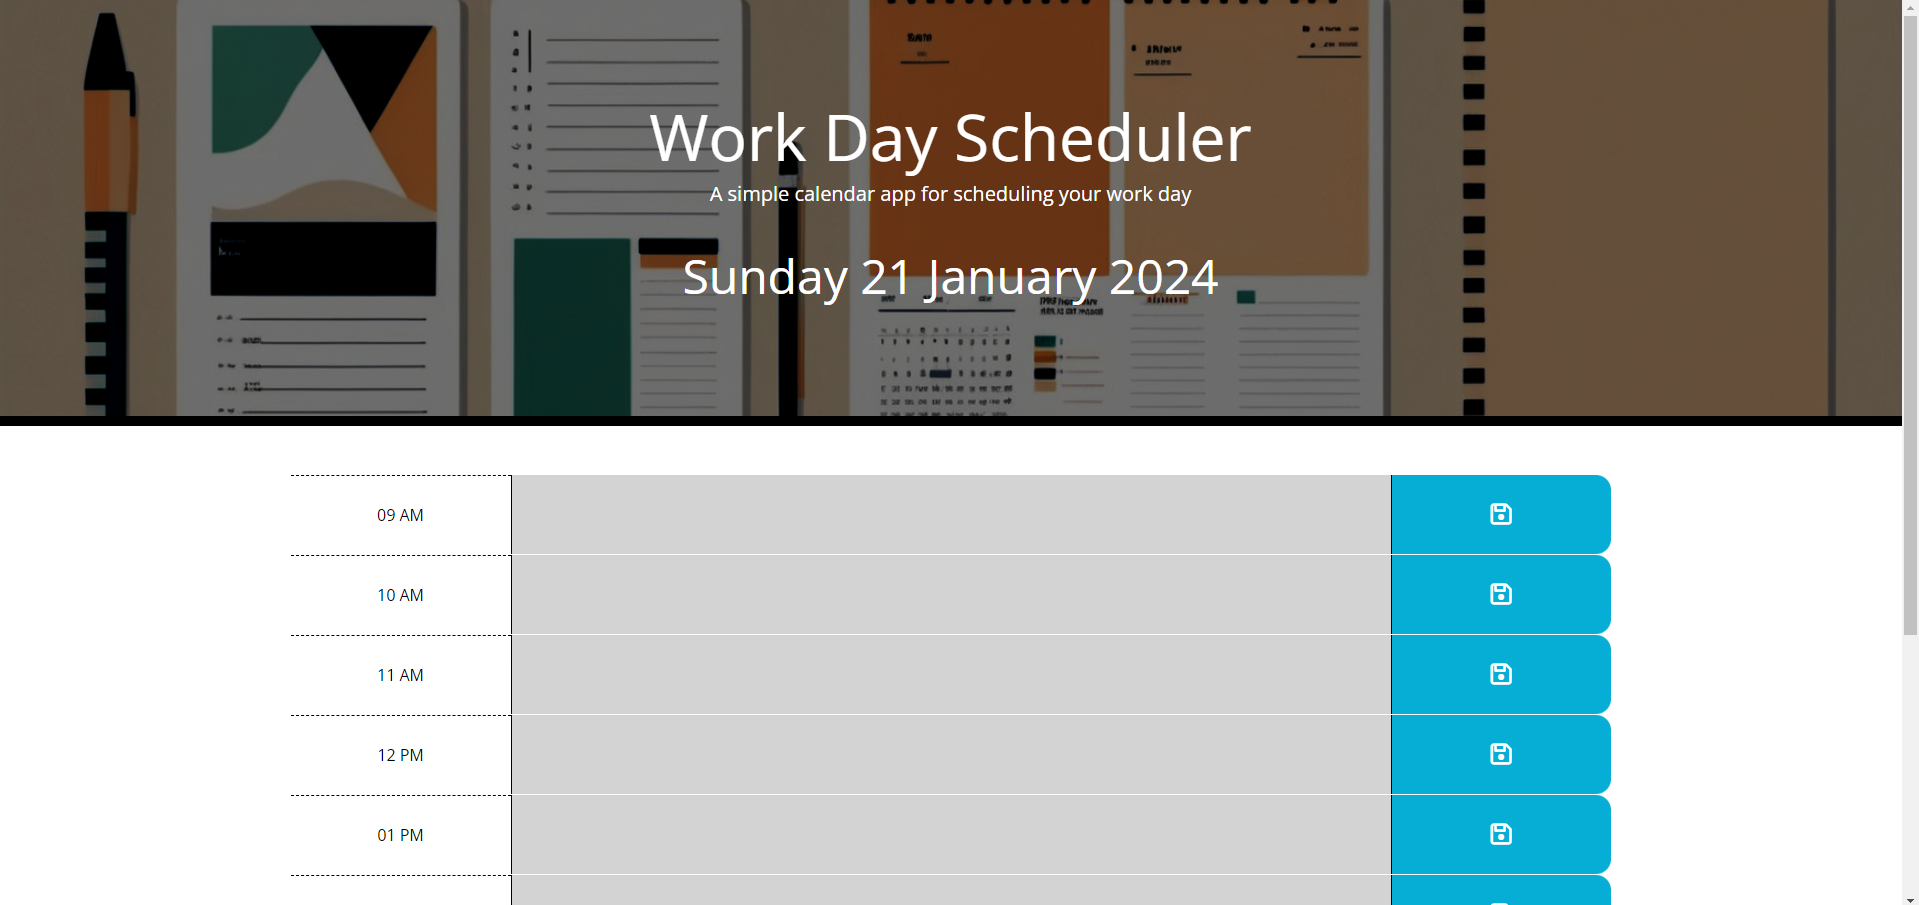 Work Day Scheduler
A simple calendar app for scheduling your work day
Sunday 21 January 2024
09 AM
10 AM
11 AM
12 PM
01 PM